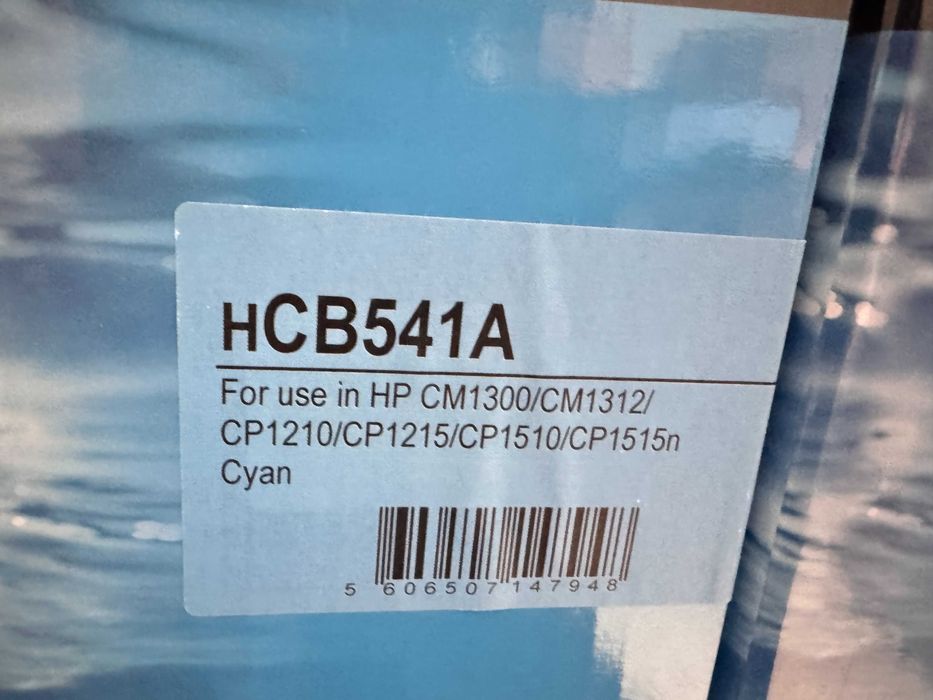 HCB541A
For use in HP CM1300/CM1312/
CP1210/CP1215/CP1510/CP1515n
Cyan
5 606507 147948